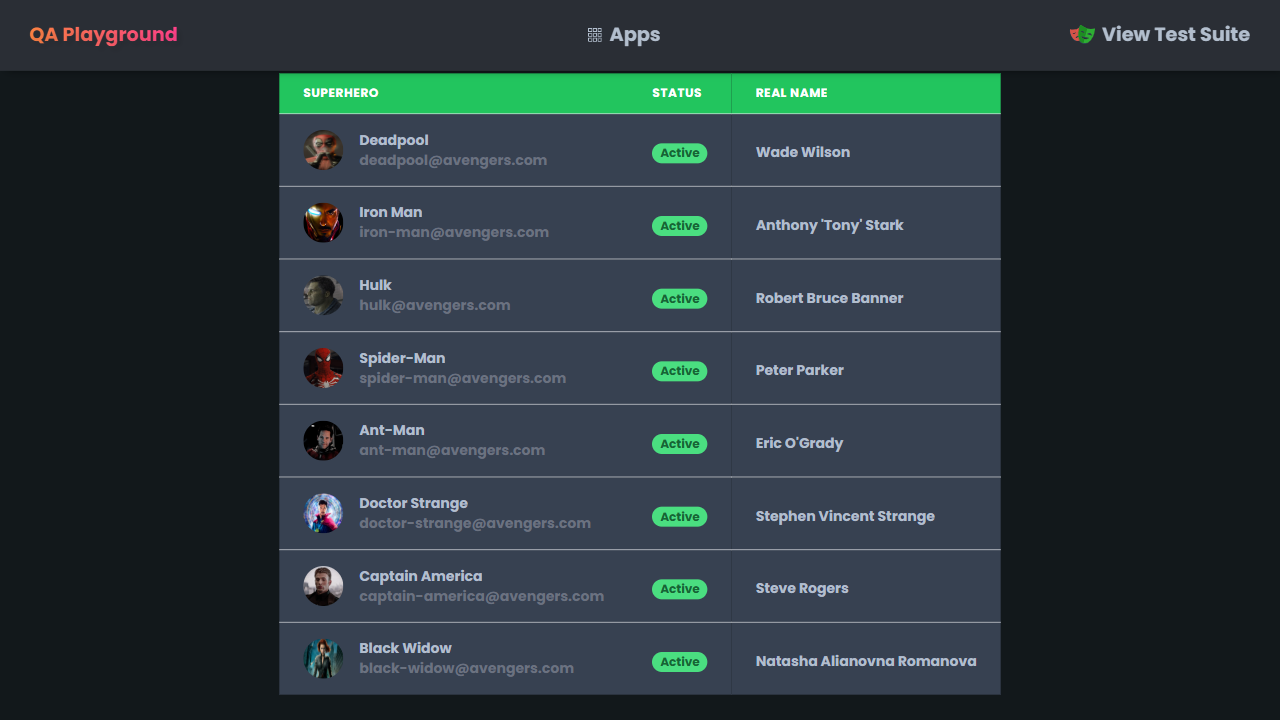 QA Playground
Apps
View Test Suite
SUPERHERO STATUS REAL NAME
Deadpool
deadpool@avengers.com
Active
Wade Wilson
Iron Man
iron-man@avengers.com
Active
Anthony 'Tony' Stark
Hulk
hulk@avengers.com
Active
Robert Bruce Banner
Spider-Man
spider-man@avengers.com
Active
Peter Parker
Ant-Man
ant-man@avengers.com
Active
Eric O'Grady
Doctor Strange
doctor-strange@avengers.com
Active
Stephen Vincent Strange
Captain America
captain-america@avengers.com
Active
Steve Rogers
Black Widow
black-widow@avengers.com
Active
Natasha Alianovna Romanova